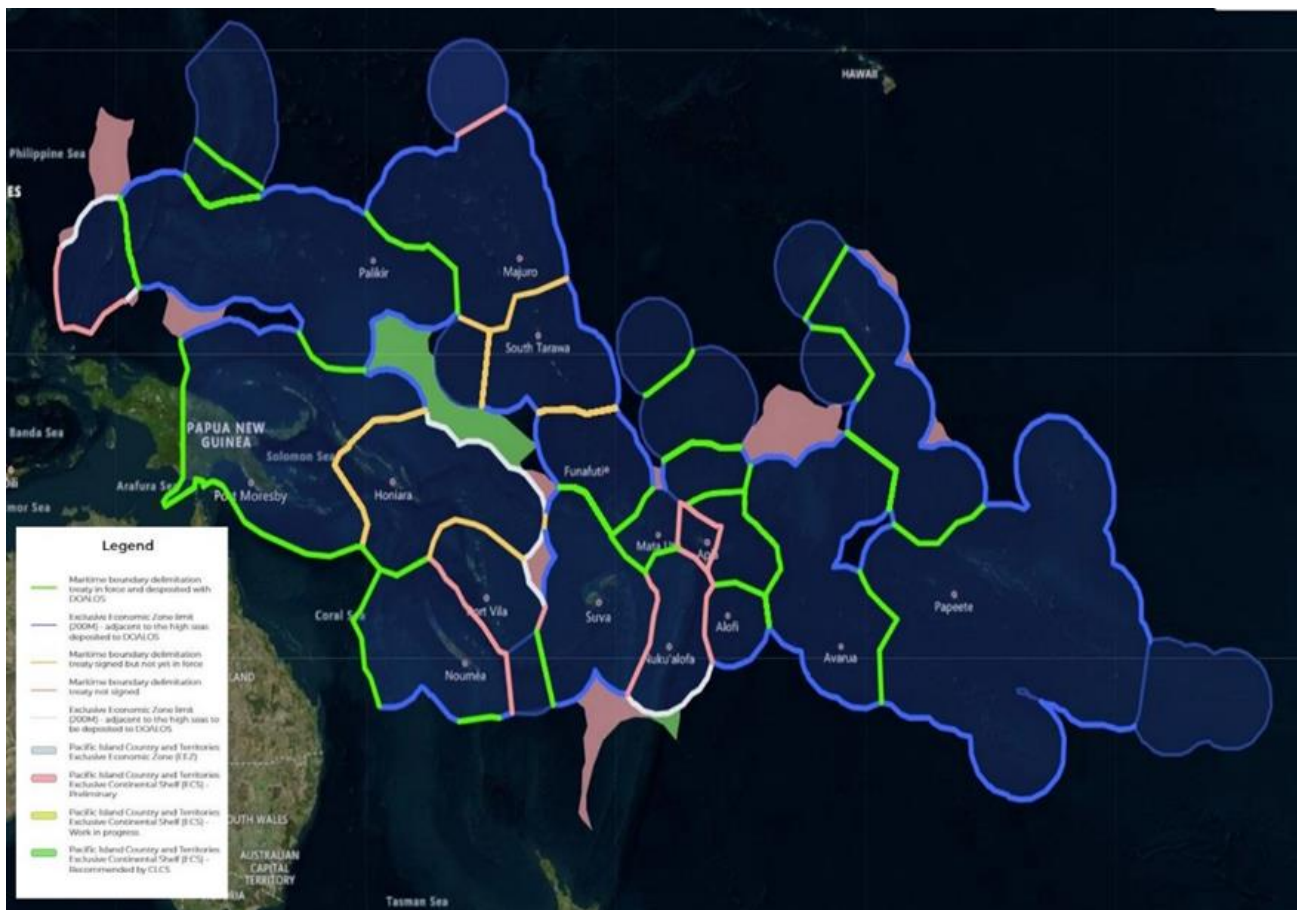 HAWAII
Philippine Sea
ES
Palikir
Majuro
South Tarawa
PAPUA NEW
GUINEA
Banda Sea
Solomon Sea
Funafuti
Arafura Sea
Port Moresby
Honiara
mor Sea
Legend
Maritime boundary delimitation
treaty in force and deposited with
DOALOS
Exclusive Economic Zone limit
(200M) - adjacent to the high seas
deposited to DOALOS
Maritime boundary delimitation
treaty signed but not yet in force
Maritime boundary delimitation
treaty not signed
Exclusive Economic Zone limit
(200M) - adjacent to the high seas to
be deposited to DOALOS
Pacific Island Country and Territories
Exclusive Economic Zone (EEZ)
Pacific Island Country and Territories
Exclusive Continental Shelf (ECS) -
Preliminary
Pacific Island Country and Territories
Exclusive Continental Shelf (ECS) -
Work in progress
Pacific Island Country and Territories
Exclusive Continental Shelf (ECS) -
Recommended by CLCS
Mata U
Apia
Coral Sea
Port Vila
Suva
Alofi
Papeete
Nouméa
Nuku'alofa
Avarua
LAND
OUTH WALES
AUSTRALIAN
CAPITAL
TERRITORY
RIA
Tasman Sea